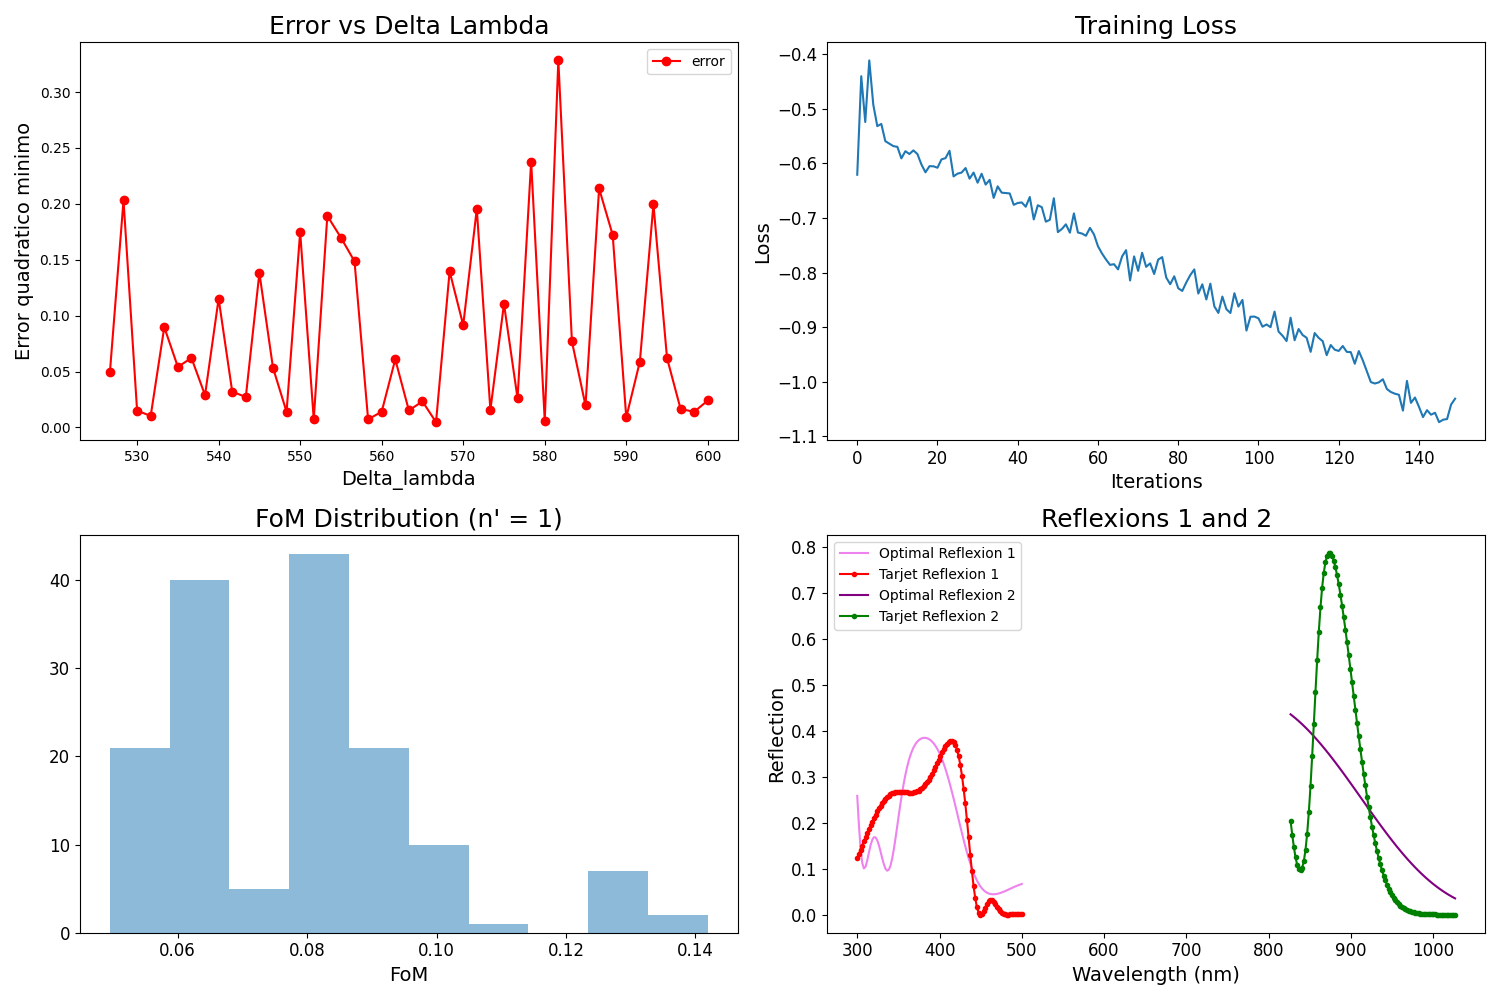 Error vs Delta Lambda
error
Error quadratico minimo
0.30
0.25
0.20
0.15
0.10
0.05
0.00
530 540 550 560 570 580 590 600
Delta_lambda
Training Loss
Loss
−0.4
−0.5
−0.6
−0.7
−0.8
−0.9
−1.0
−1.1
0 20 40 60 80 100 120 140
Iterations
FoM Distribution (n' = 1)
40
30
20
10
0
0.06 0.08 0.10 0.12 0.14
FoM
Reflexions 1 and 2
Optimal Reflexion 1
Tarjet Reflexion 1
Optimal Reflexion 2
Tarjet Reflexion 2
Reflection
0.8
0.7
0.6
0.5
0.4
0.3
0.2
0.1
0.0
300 400 500 600 700 800 900 1000
Wavelength (nm)